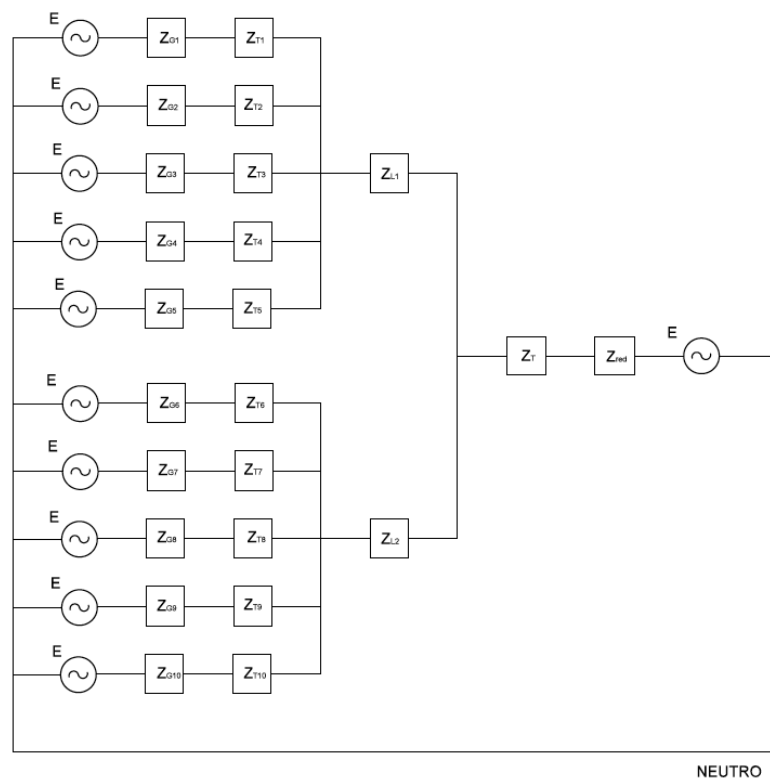 E ZG1 ZT1
E ZG2 ZT2
E ZG3 ZT3 ZL1
E ZG4 ZT4
E ZG5 ZT5
E ZT Zred
E ZG6 ZT6
E ZG7 ZT7
E ZG8 ZT8 ZL2
E ZG9 ZT9
E ZG10 ZT10
NEUTRO